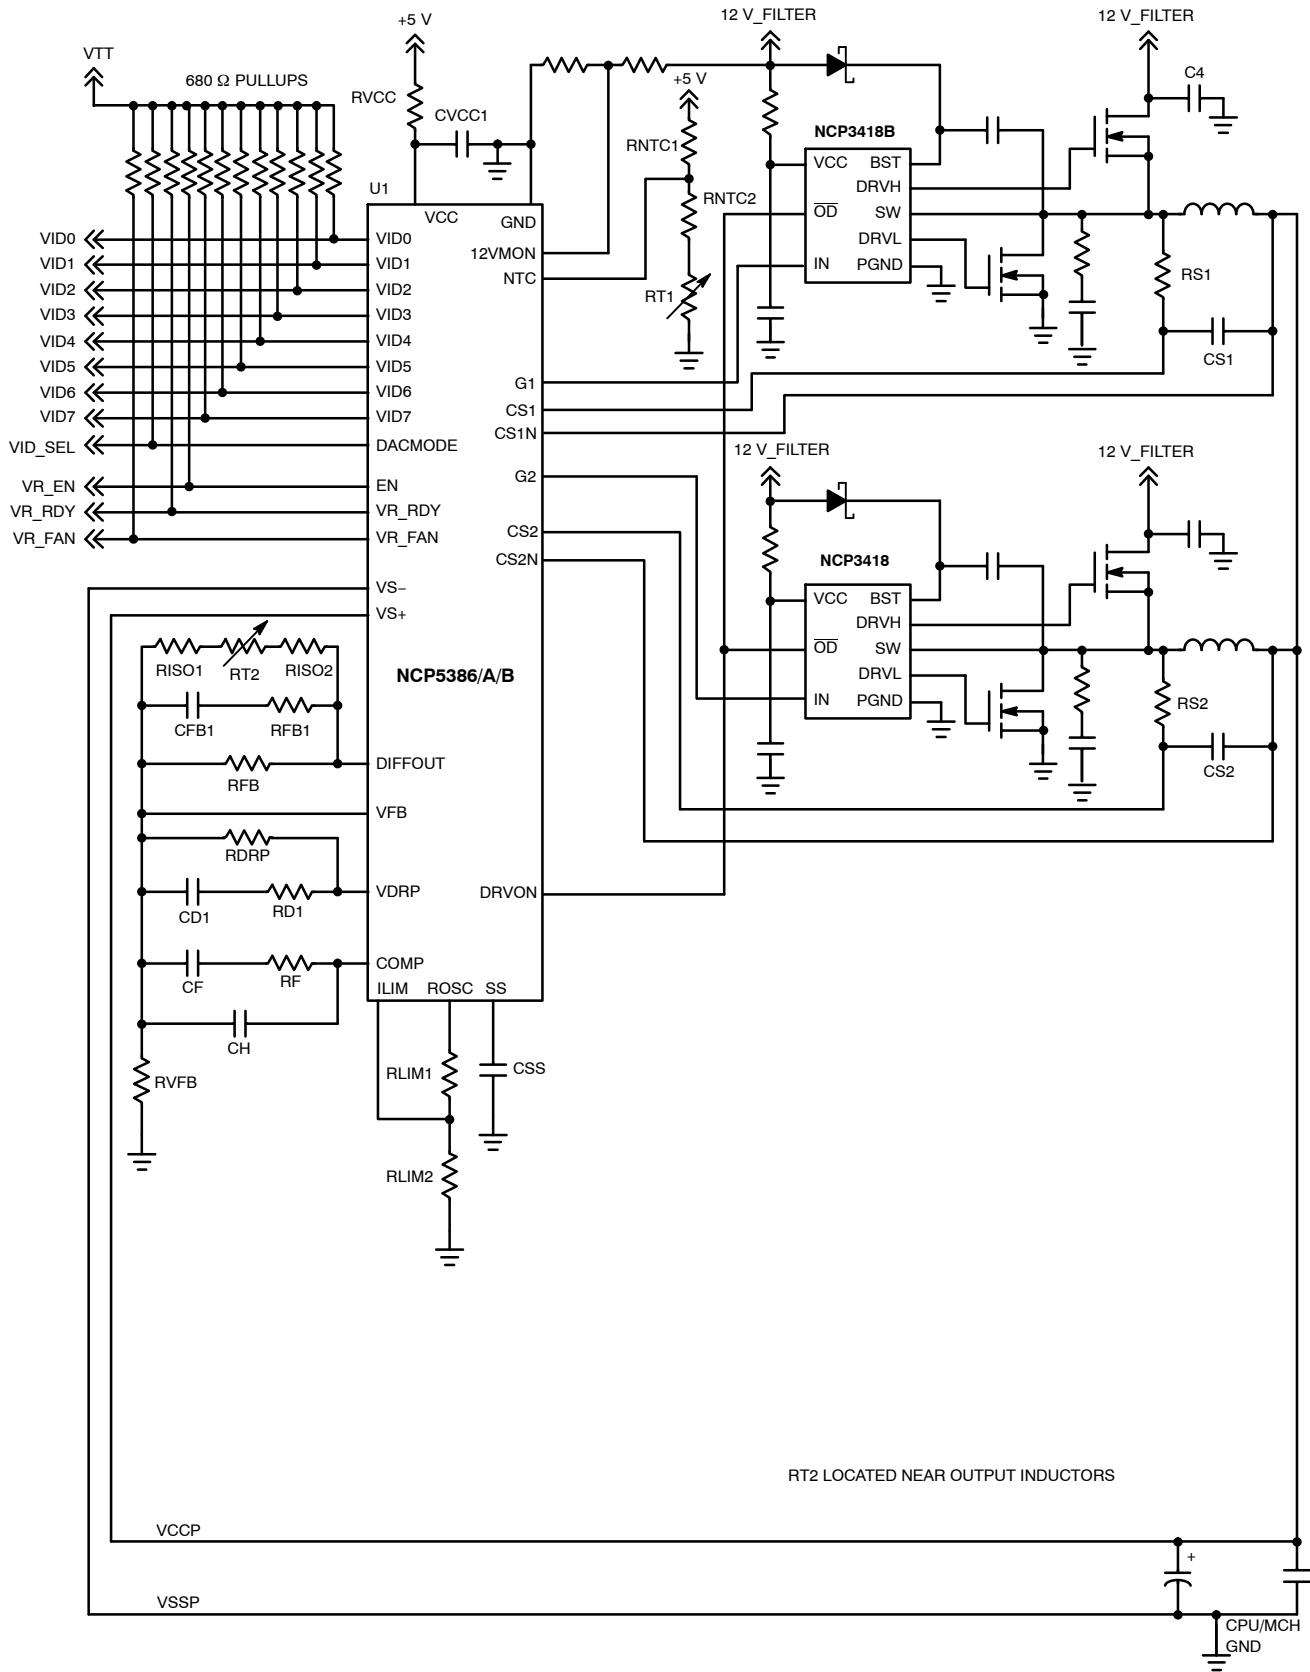 +5 V
12 V_FILTER
12 V_FILTER
VTT
680 Ω PULLUPS
RVCC
CVCC1
+5 V
C4
RNTC1
NCP3418B
VCC
BST
DRVH
OD
SW
DRVL
IN
PGND
U1
VCC
GND
RNTC2
RT1
RS1
CS1
VID0
VID0
12VMON
VID1
VID1
NTC
VID2
VID2
VID3
VID3
VID4
VID4
VID5
VID5
G1
VID6
VID6
CS1
VID7
VID7
CS1N
VID_SEL
DACMODE
12 V_FILTER
12 V_FILTER
VR_EN
EN
G2
VR_RDY
VR_RDY
VR_FAN
VR_FAN
CS2
CS2N
NCP3418
VCC
BST
DRVH
OD
SW
DRVL
IN
PGND
RS2
CS2
VS−
VS+
RISO1
RT2
RISO2
NCP5386/A/B
CFB1
RFB1
RFB
DIFFOUT
VFB
RDRP
VDRP
DRVON
CD1
RD1
COMP
CF
RF
ILIM
ROSC
SS
CH
RVFB
RLIM1
CSS
RLIM2
RT2 LOCATED NEAR OUTPUT INDUCTORS
VCCP
+
VSSP
CPU/MCH
GND